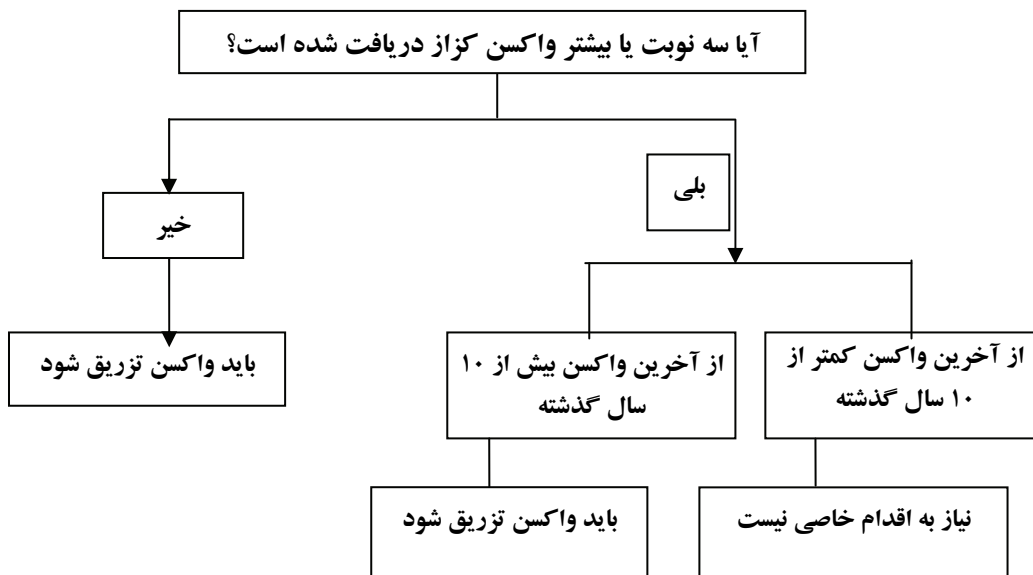 آیا سه نوبت یا بیشتر واکسن کزاز دریافت شده است؟
بلی
خیر
از آخرین واکسن کمتر از
۱۰ سال گذشته
از آخرین واکسن بیش از ۱۰
سال گذشته
باید واکسن تزریق شود
نیاز به اقدام خاصی نیست
باید واکسن تزریق شود